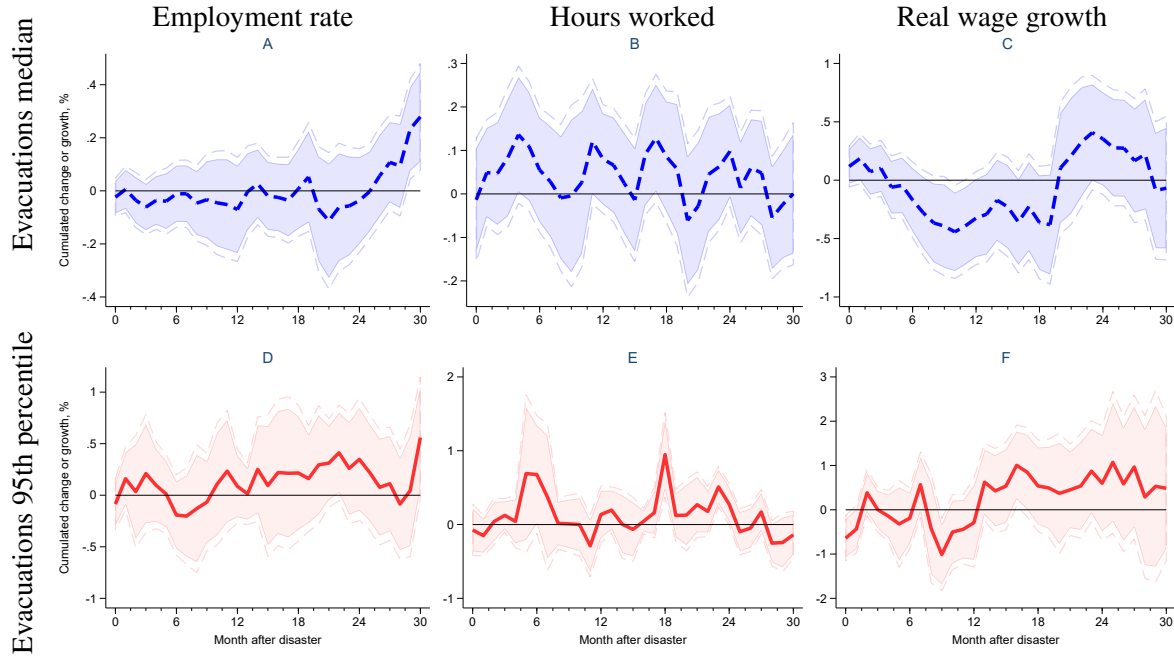 Employment rate
Hours worked
Real wage growth
Evacuations median
A
Cumulated change or growth, %
.4
.2
0
-.2
-.4
0 6 12 18 24 30
B
.3
.2
.1
0
-.1
-.2
0 6 12 18 24 30
C
1
.5
0
-.5
-1
0 6 12 18 24 30
Evacuations 95th percentile
D
Cumulated change or growth, %
1
.5
0
-.5
-1
0 6 12 18 24 30
Month after disaster
E
2
1
0
-1
0 6 12 18 24 30
Month after disaster
F
3
2
1
0
-1
-2
0 6 12 18 24 30
Month after disaster